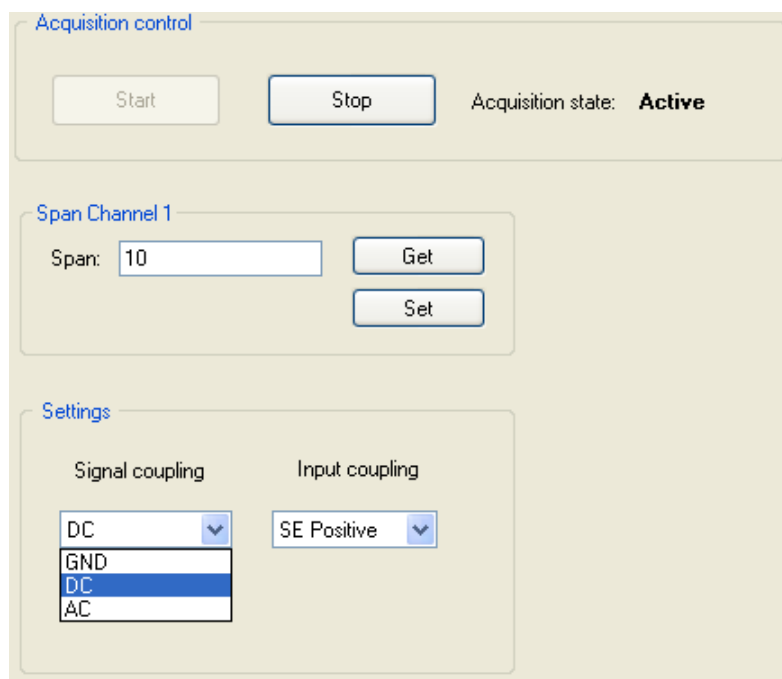 Acquisition control
Start Stop Acquisition state: Active
Span Channel 1
Span: 10 Get
Set
Settings
Signal coupling Input coupling
DC SE Positive
GND
DC
AC